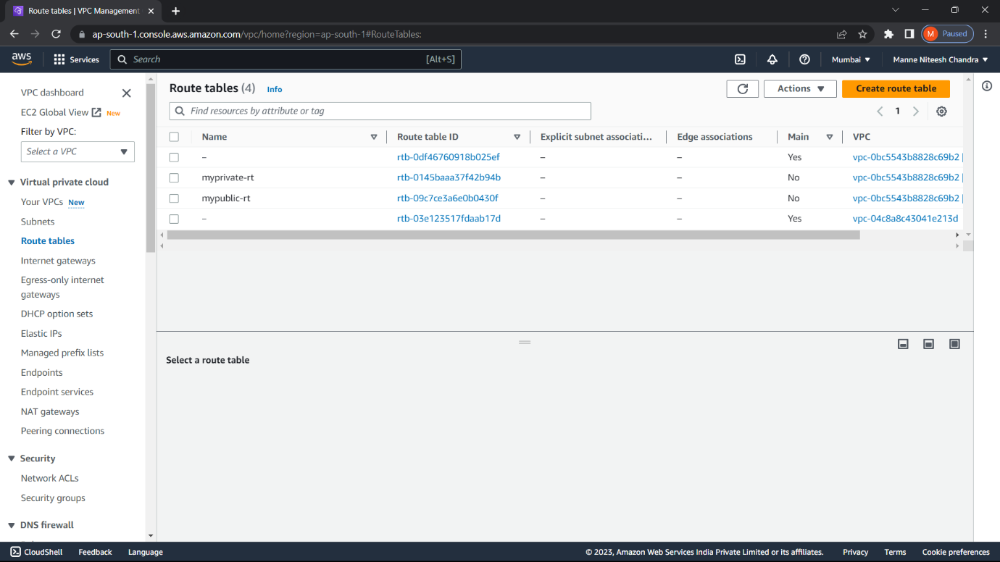 Route tables | VPC Management
ap-south-1.console.aws.amazon.com/vpc/home?region=ap-south-1#RouteTables:
M Paused
aws
Services
Search
[Alt+S]
Mumbai
Manne Niteesh Chandra
VPC dashboard
EC2 Global View New
Filter by VPC:
Select a VPC
Virtual private cloud
Your VPCs New
Subnets
Route tables
Internet gateways
Egress-only internet
gateways
DHCP option sets
Elastic IPs
Managed prefix lists
Endpoints
Endpoint services
NAT gateways
Peering connections
Security
Network ACLs
Security groups
DNS firewall
Route tables (4) Info
Actions
Create route table
Find resources by attribute or tag
1
Name Route table ID Explicit subnet associati... Edge associations Main VPC
– rtb-0df46760918b025ef – – Yes vpc-0bc5543b8828c69b2 |
myprivate-rt rtb-0145baaa37f42b94b – – No vpc-0bc5543b8828c69b2 |
mypublic-rt rtb-09c7ce3a6e0b0430f – – No vpc-0bc5543b8828c69b2 |
– rtb-03e123517fdaab17d – – Yes vpc-04c8a8c43041e213d
Select a route table
CloudShell Feedback Language
© 2023, Amazon Web Services India Private Limited or its affiliates. Privacy Terms Cookie preferences